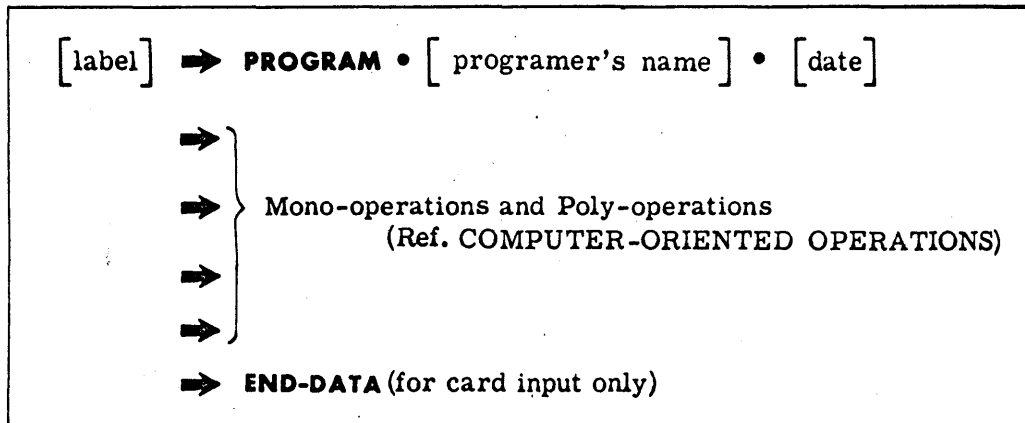 [label] ➡ PROGRAM • [programer's name] • [date]
➡
➡ Mono-operations and Poly-operations
(Ref. COMPUTER-ORIENTED OPERATIONS)
➡
➡
➡ END-DATA (for card input only)